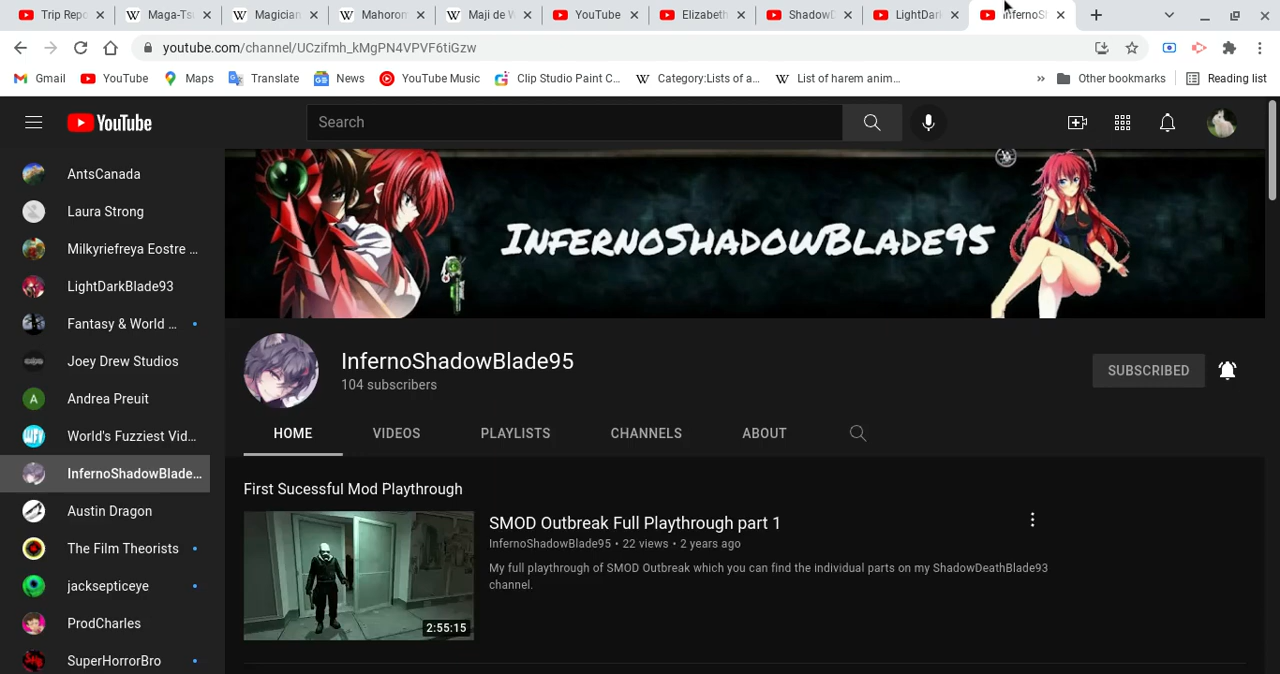 Trip Repo
Maga-Ts
Magician
Mahorom
Maji de W
YouTube
Elizabeth
ShadowD
LightDark
InfernoS
youtube.com/channel/UCzifmh_kMgPN4VPVF6tiGzw
Gmail
YouTube
Maps
Translate
News
YouTube Music
Clip Studio Paint C...
Category:Lists of a...
List of harem anim...
»
Other bookmarks
Reading list
YouTube
Search
AntsCanada
Laura Strong
Milkyriefreya Eostre ...
LightDarkBlade93
Fantasy & World ...
Joey Drew Studios
A
Andrea Preuit
World's Fuzziest Vid...
InfernoShadowBlade...
Austin Dragon
The Film Theorists
jacksepticeye
ProdCharles
SuperHorrorBro
InfernoShadowBlade95
InfernoShadowBlade95
104 subscribers
SUBSCRIBED
HOME
VIDEOS
PLAYLISTS
CHANNELS
ABOUT
First Sucessful Mod Playthrough
2:55:15
SMOD Outbreak Full Playthrough part 1
InfernoShadowBlade95 • 22 views • 2 years ago
My full playthrough of SMOD Outbreak which you can find the individual parts on my ShadowDeathBlade93
channel.